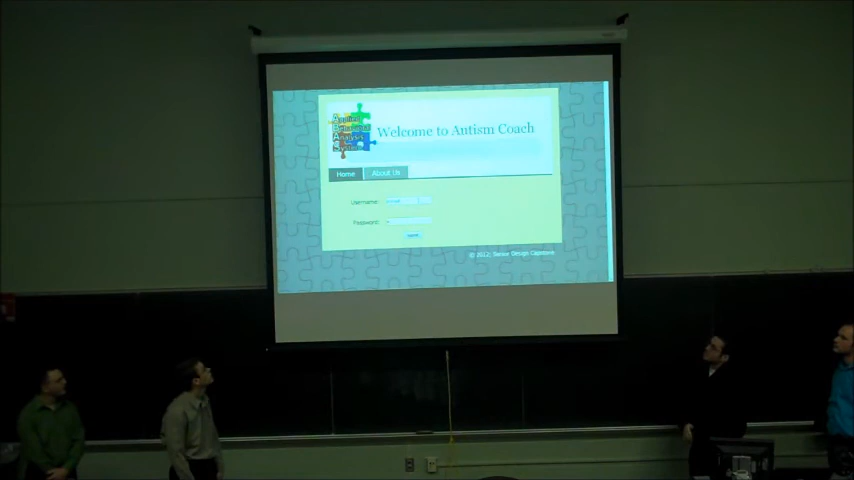 Applied
Behavioral
Analysis
Welcome to Autism Coach
Home
About Us
Username:
Password:
© 2012, Senior Design Capstone